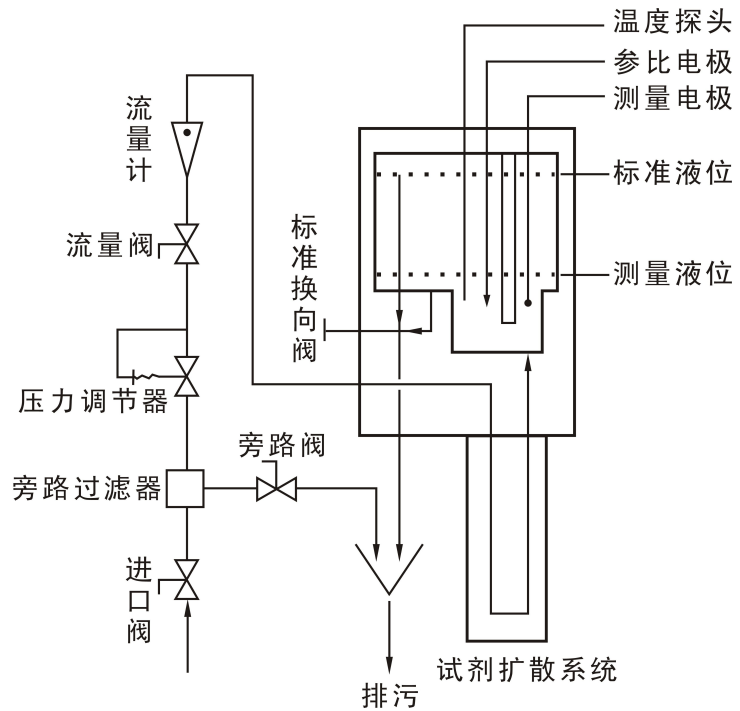 温度探头
参比电极
测量电极
流量计
标准液位
流量阀
标准换向阀
测量液位
压力调节器
旁路阀
旁路过滤器
进口阀
试剂扩散系统
排污